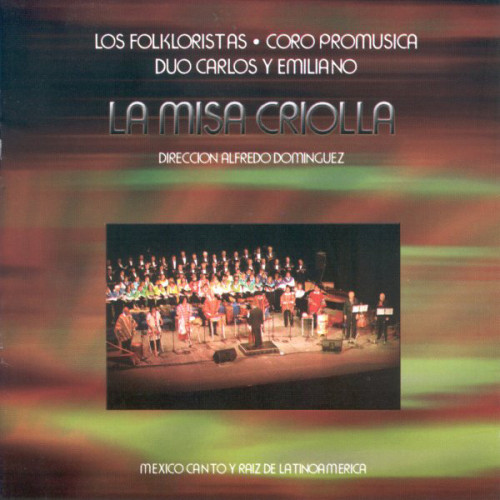 LOS FOLKLORISTAS • CORO PROMUSICA
DUO CARLOS Y EMILIANO
LA MISA CRIOLLA
DIRECCION ALFREDO DOMINGUEZ
MEXICO CANTO Y RAIZ DE LATINOAMERICA